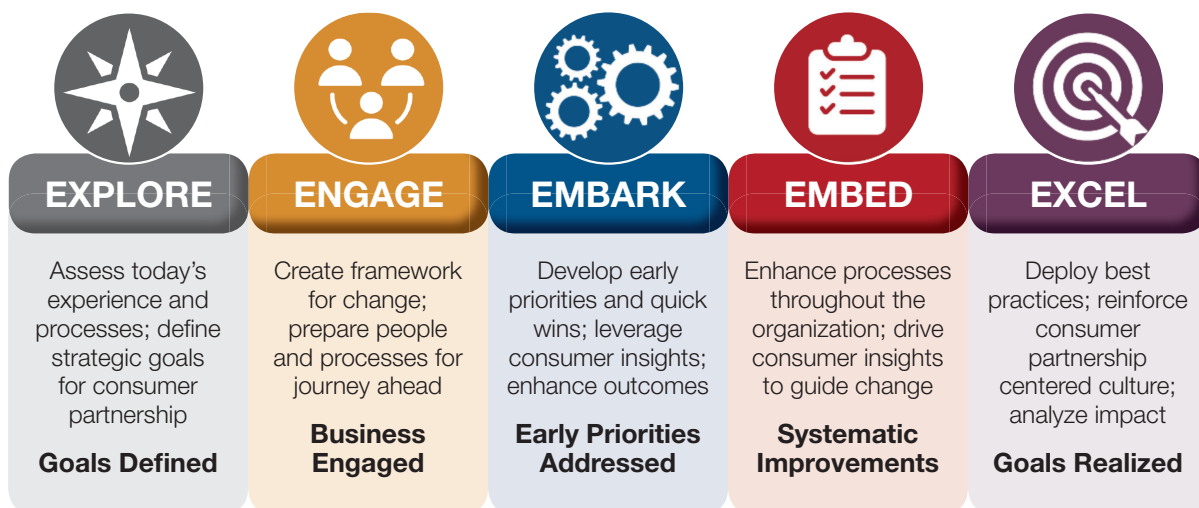 EXPLORE
Assess today's
experience and
processes; define
strategic goals
for consumer
partnership
Goals Defined
ENGAGE
Create framework
for change;
prepare people
and processes for
journey ahead
Business
Engaged
EMBARK
Develop early
priorities and quick
wins; leverage
consumer insights;
enhance outcomes
Early Priorities
Addressed
EMBED
Enhance processes
throughout the
organization; drive
consumer insights
to guide change
Systematic
Improvements
EXCEL
Deploy best
practices; reinforce
consumer
partnership
centered culture;
analyze impact
Goals Realized